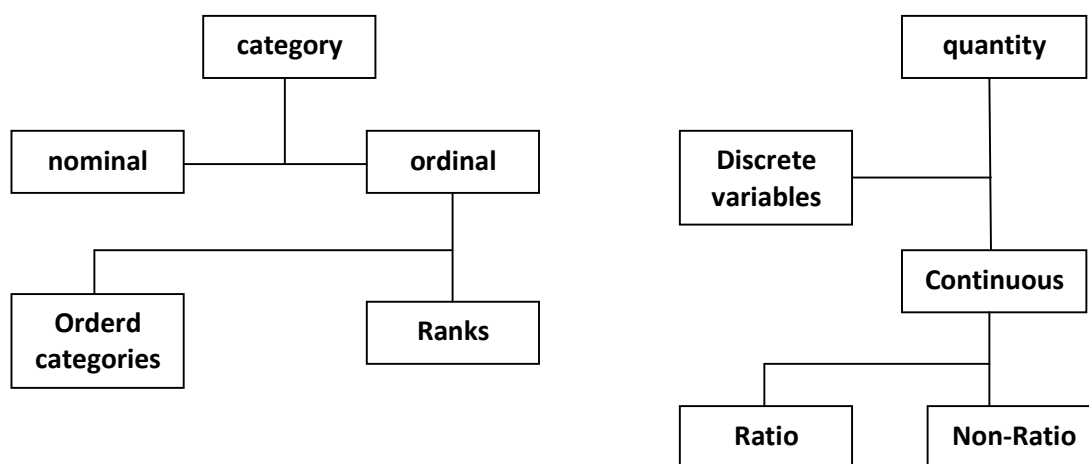 category
nominal
ordinal
Orderd
categories
Ranks
quantity
Discrete
variables
Continuous
Ratio
Non-Ratio